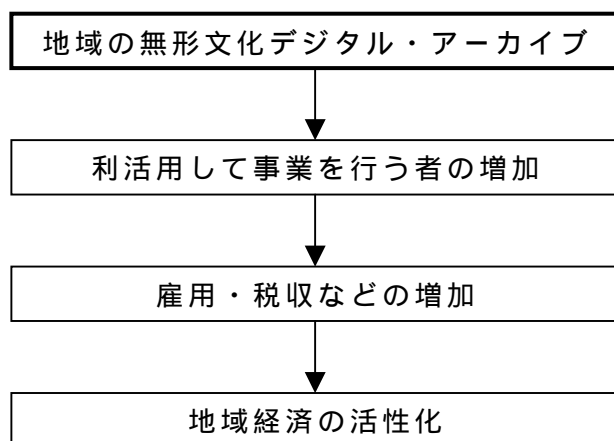 地域の無形文化デジタル・アーカイブ
利活用して事業を行う者の増加
雇用・税収などの増加
地域経済の活性化